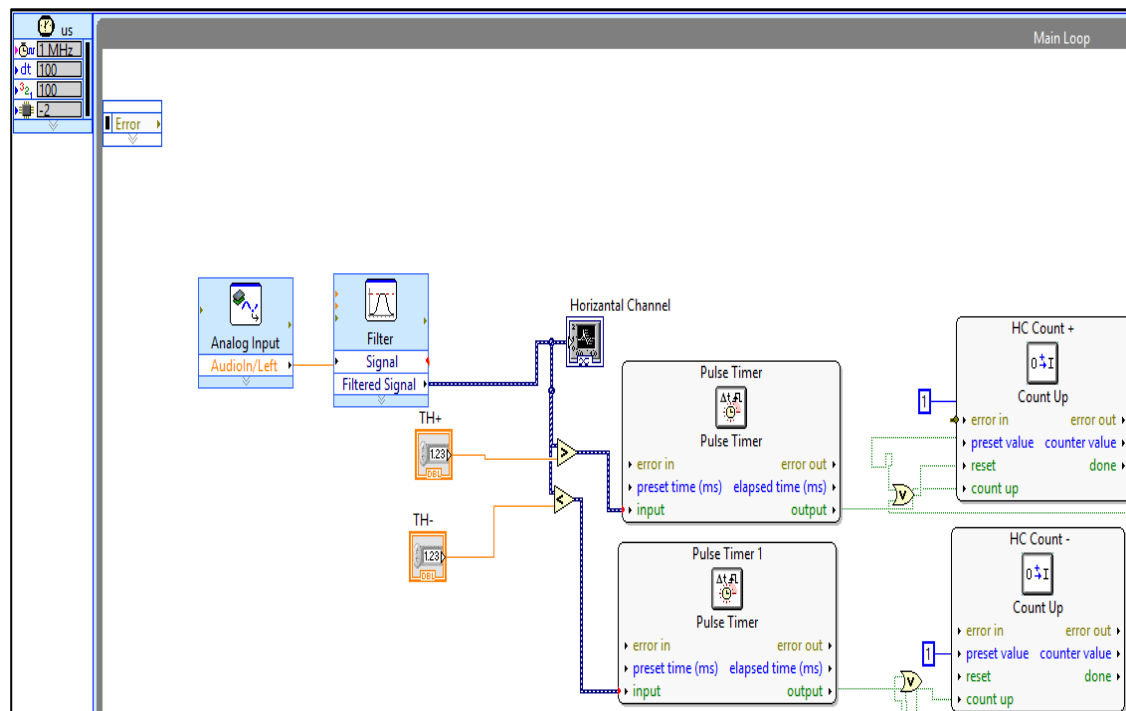 us
1 MHz
dt 100
100
-2
Main Loop
Error
Analog Input
AudioIn/Left
Filter
Signal
Filtered Signal
Horizantal Channel
TH+
1.23
DBL
TH-
1.23
DBL
>
<
Pulse Timer
Δt
Pulse Timer
error in error out
preset time (ms) elapsed time (ms)
input output
Pulse Timer 1
Δt
Pulse Timer
error in error out
preset time (ms) elapsed time (ms)
input output
V
V
HC Count +
Count Up
1
error in error out
preset value counter value
reset done
count up
HC Count -
Count Up
error in error out
1
preset value counter value
reset done
count up